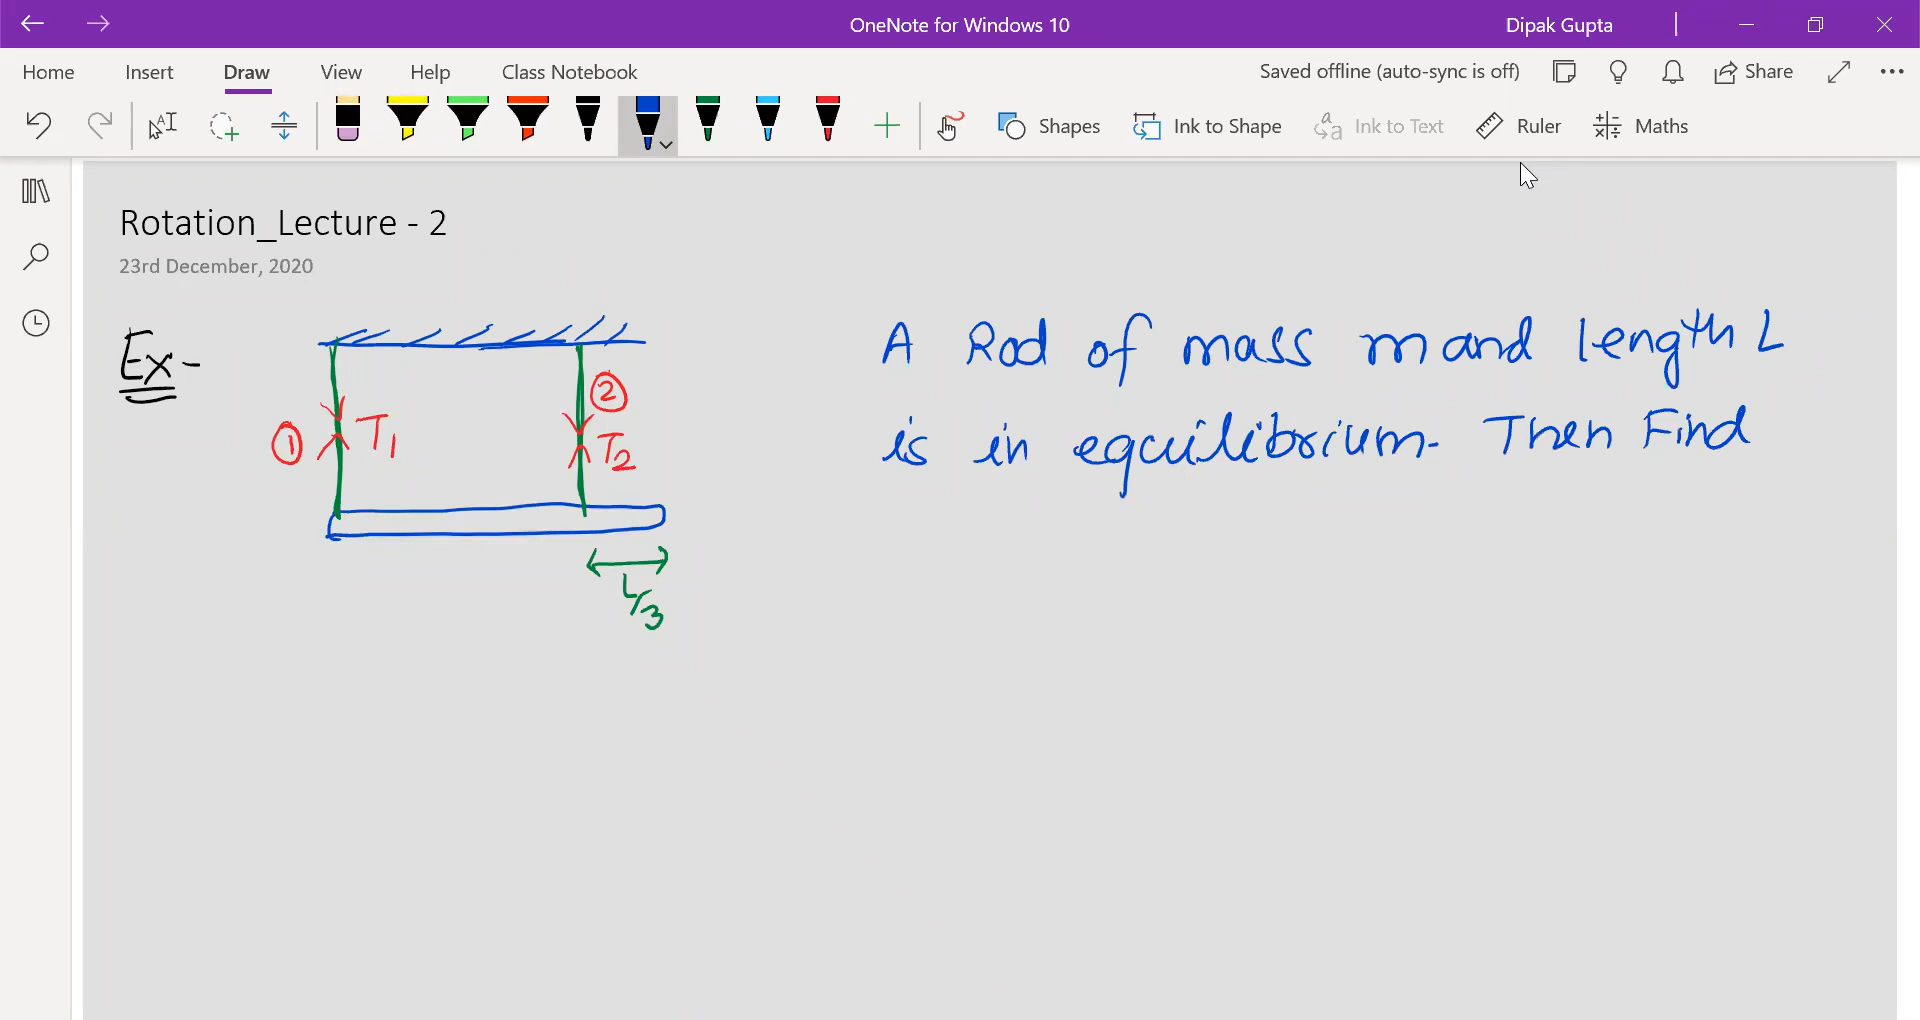 OneNote for Windows 10
Dipak Gupta
Home Insert Draw View Help Class Notebook
Saved offline (auto-sync is off) Share
Shapes Ink to Shape Ink to Text Ruler Maths
Rotation_Lecture - 2
23rd December, 2020
Ex-
① T1
② T2
L/3
A Rod of mass m and length L
is in equilibrium. Then Find